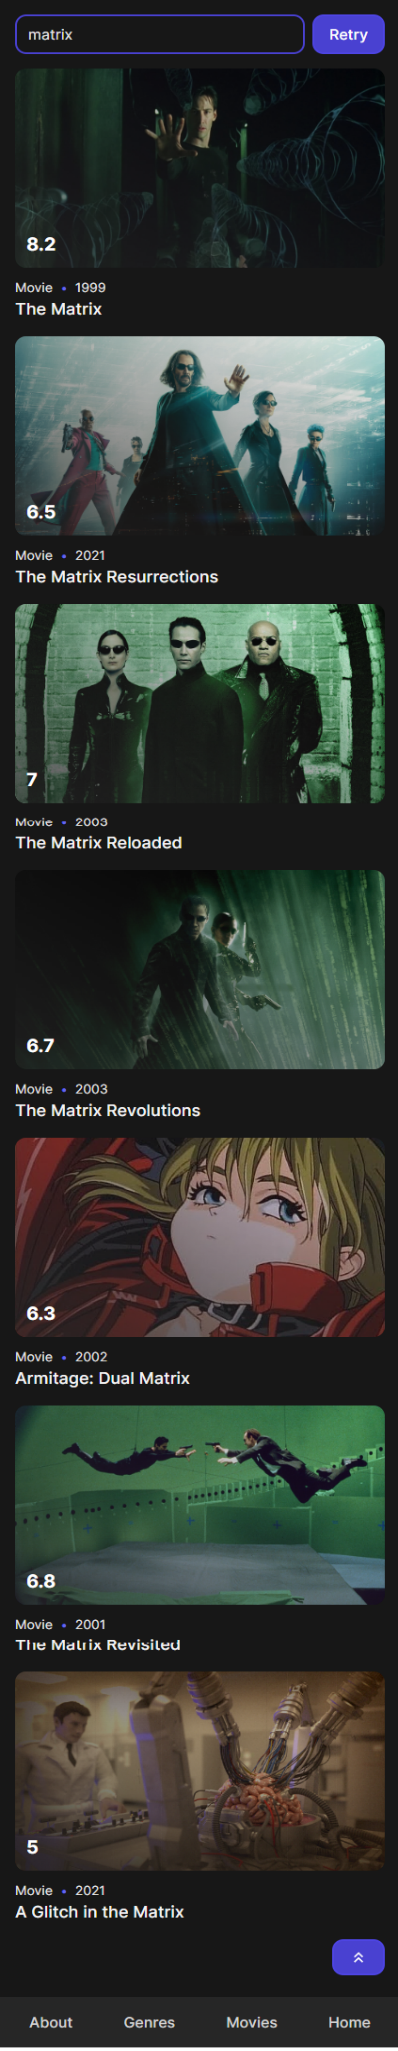 matrix Retry
8.2
Movie • 1999
The Matrix
6.5
Movie • 2021
The Matrix Resurrections
7
Movie • 2003
The Matrix Reloaded
6.7
Movie • 2003
The Matrix Revolutions
6.3
Movie • 2002
Armitage: Dual Matrix
6.8
Movie • 2001
The Matrix Revisited
5
Movie • 2021
A Glitch in the Matrix
About Genres Movies Home